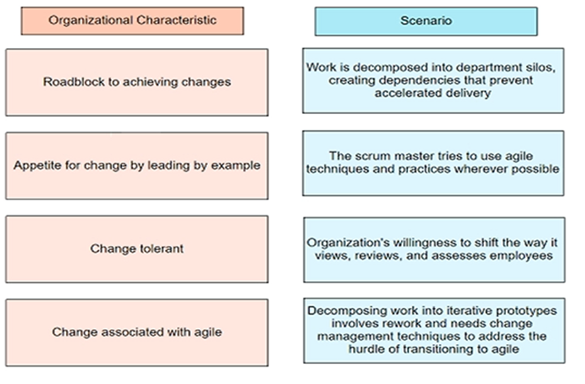 Organizational Characteristic
Scenario
Roadblock to achieving changes
Work is decomposed into department silos,
creating dependencies that prevent
accelerated delivery
Appetite for change by leading by example
The scrum master tries to use agile
techniques and practices wherever possible
Change tolerant
Organization's willingness to shift the way it
views, reviews, and assesses employees
Change associated with agile
Decomposing work into iterative prototypes
involves rework and needs change
management techniques to address the
hurdle of transitioning to agile